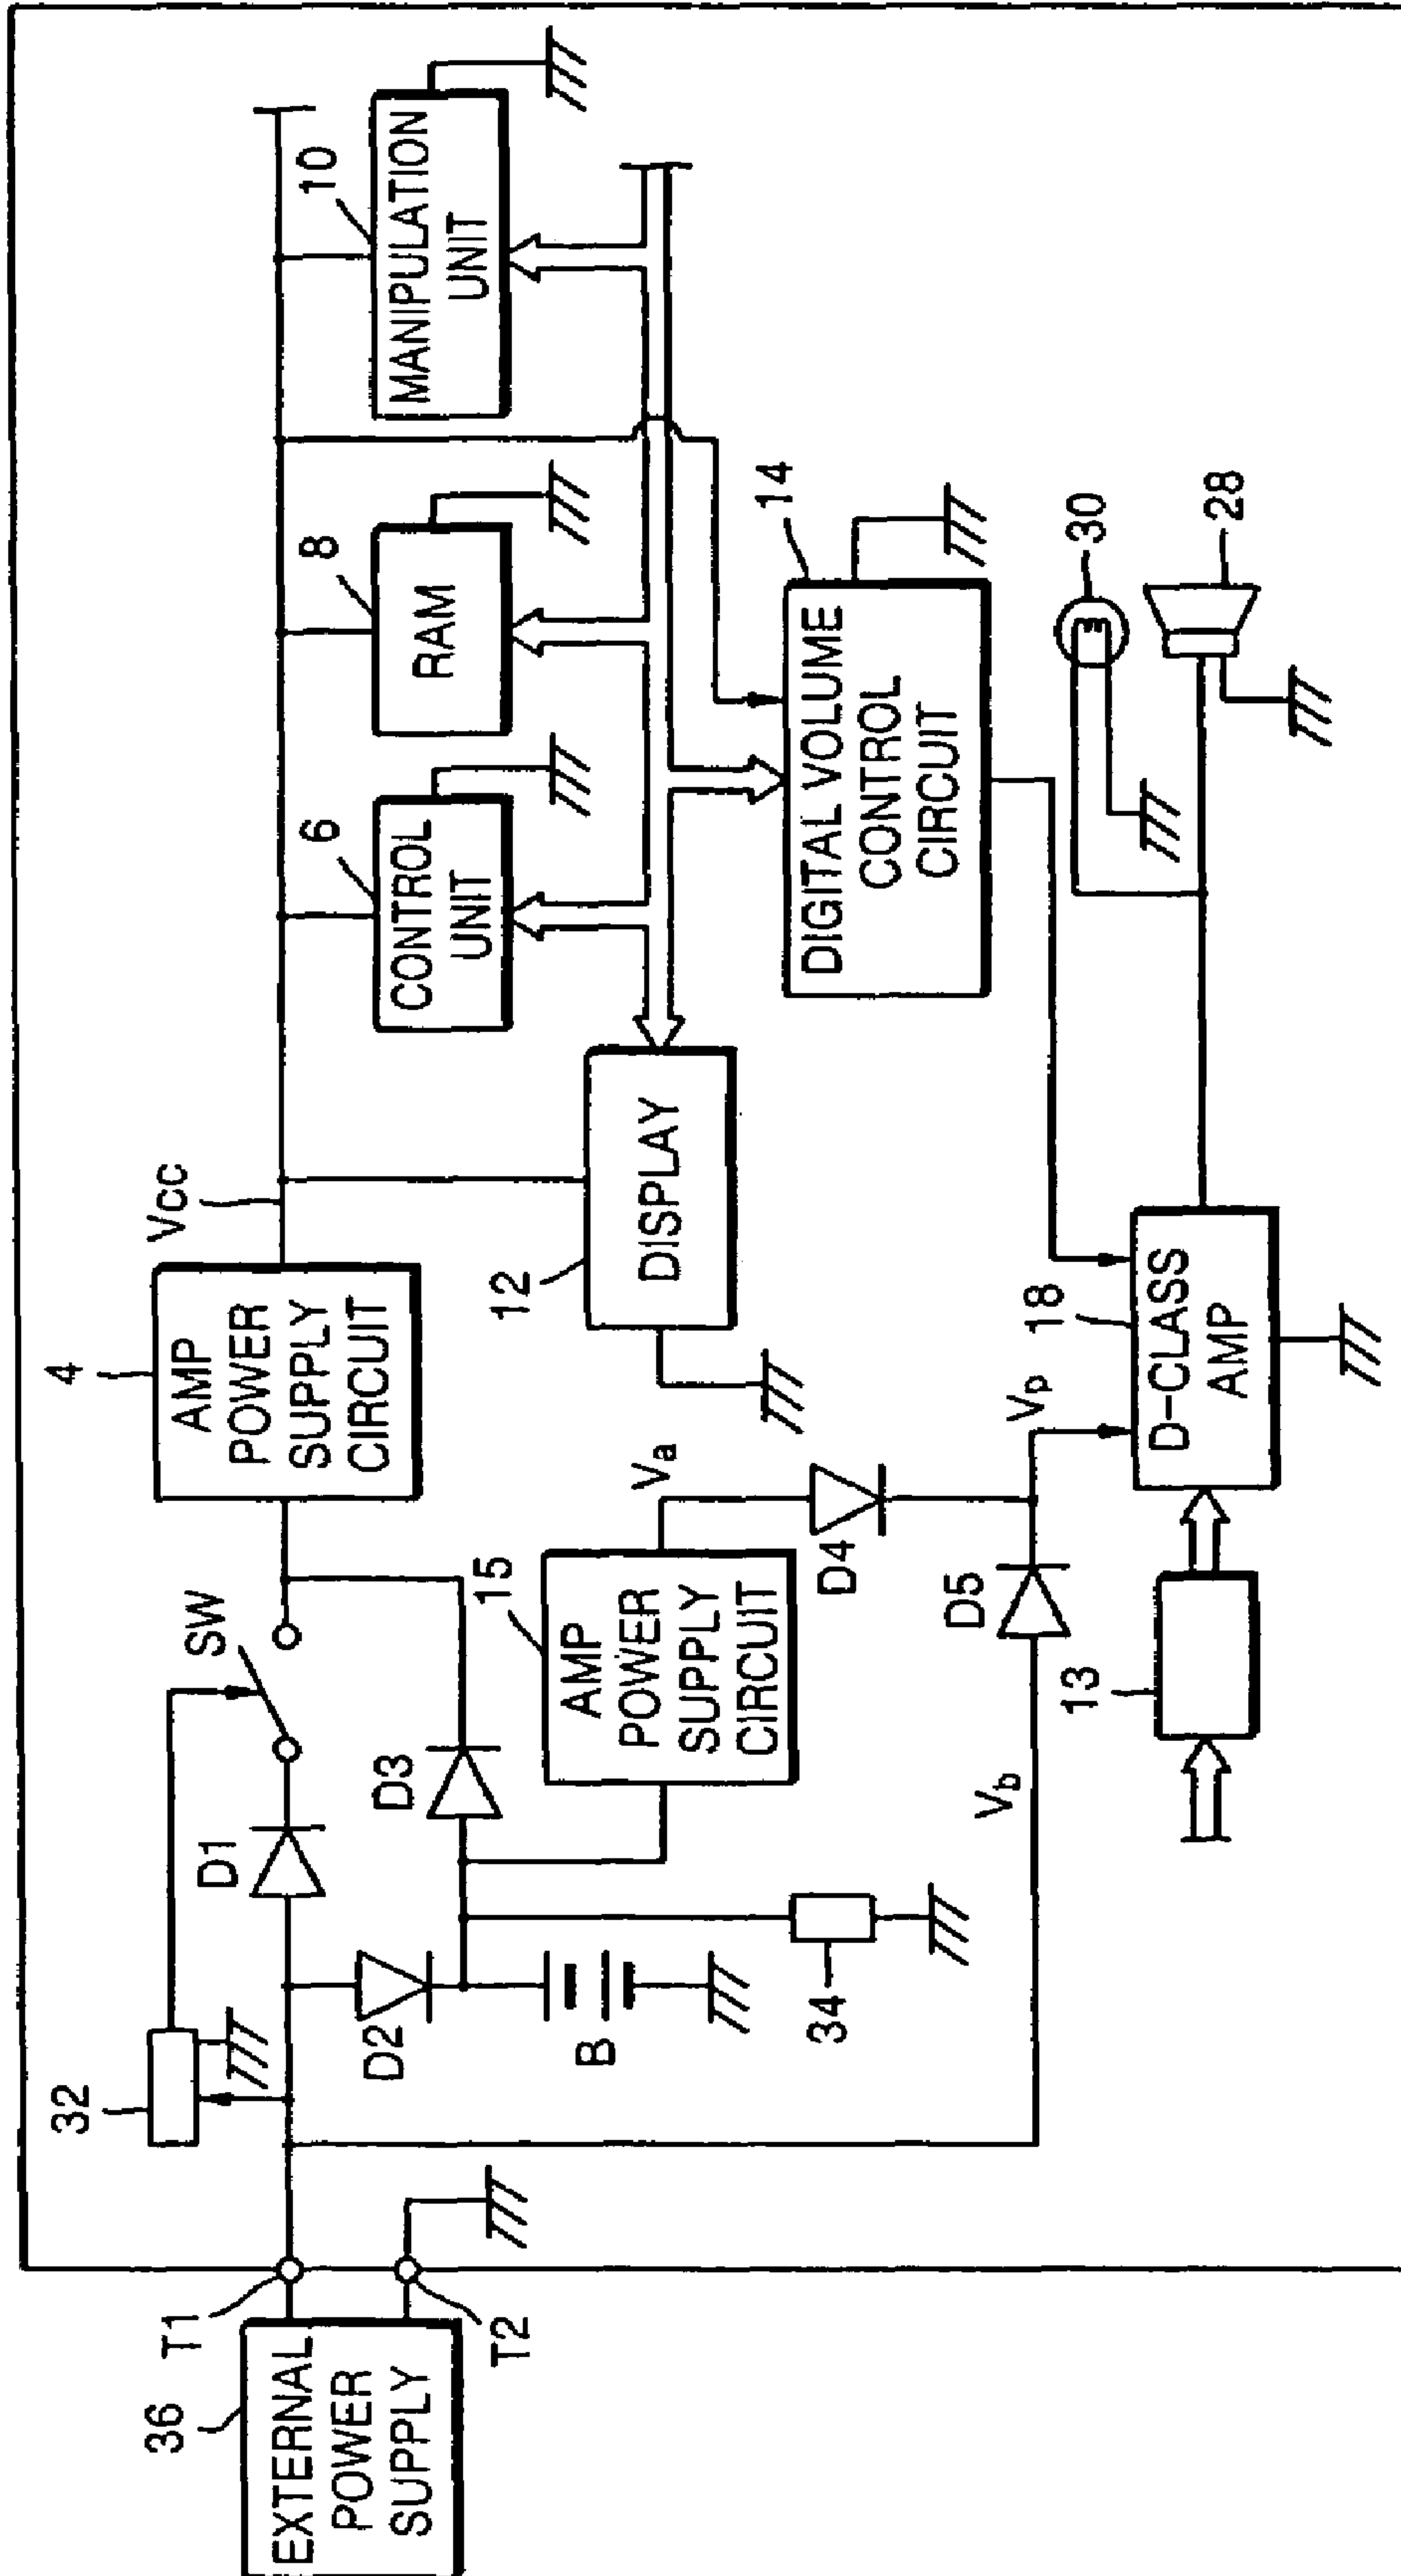 36
EXTERNAL
POWER
SUPPLY
T1
T2
32
D1
SW
D2
D3
B
34
4
AMP
POWER
SUPPLY
CIRCUIT
Vcc
6
CONTROL
UNIT
8
RAM
10
MANIPULATION
UNIT
12
DISPLAY
15
AMP
POWER
SUPPLY
CIRCUIT
Va
D4
D5
Vb
Vp
14
DIGITAL VOLUME
CONTROL
CIRCUIT
13
18
D-CLASS
AMP
30
28